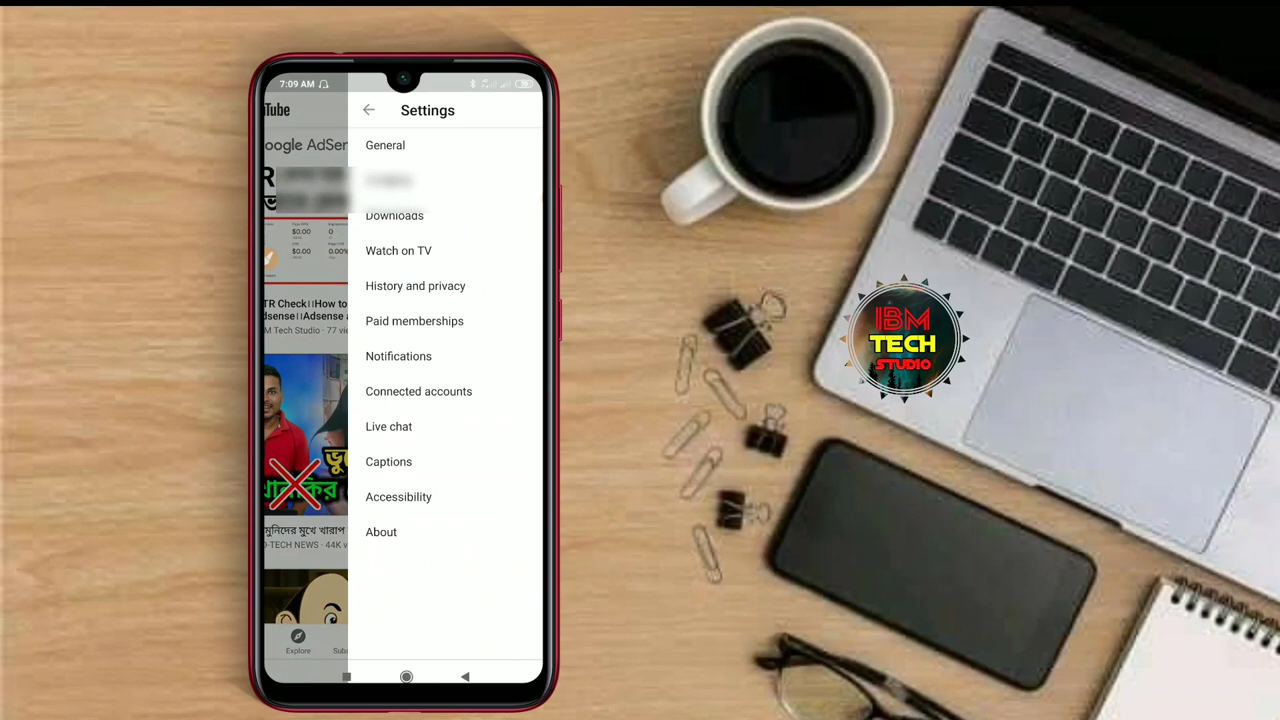 7:09 AM
Tube
Settings
oogle AdSen
General
Downloads
$0.00 0
$0.00 0.00%
Watch on TV
History and privacy
TR Check||How to
dsense||Adsense a
M Tech Studio · 77 vie
Paid memberships
Notifications
Connected accounts
Live chat
Captions
Accessibility
About
মুনিদের মুখে খারাপ
O-TECH NEWS · 44K v
Explore
Subs
IBM
TECH
STUDIO